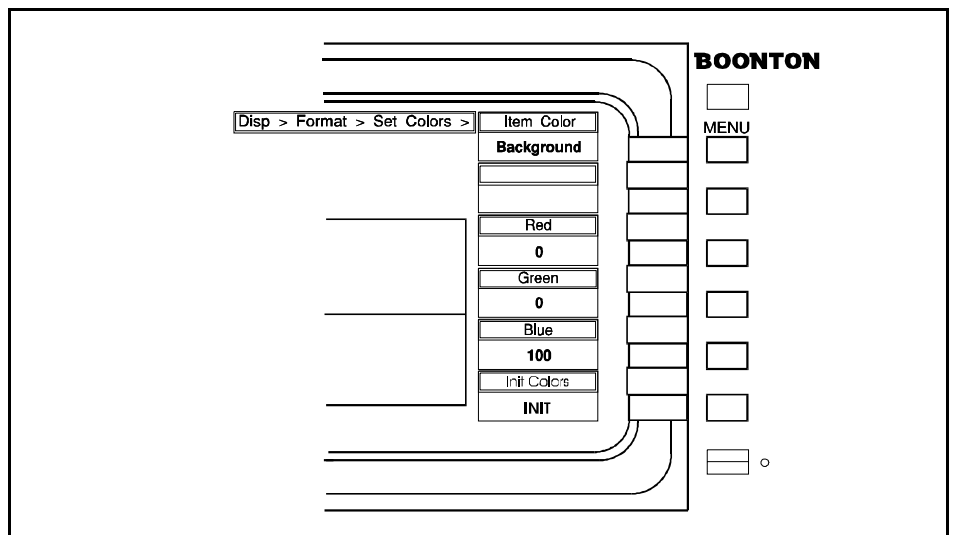 BOONTON
Disp > Format > Set Colors >
Item Color
MENU
Background
Red
0
Green
0
Blue
100
Init Colors
INIT